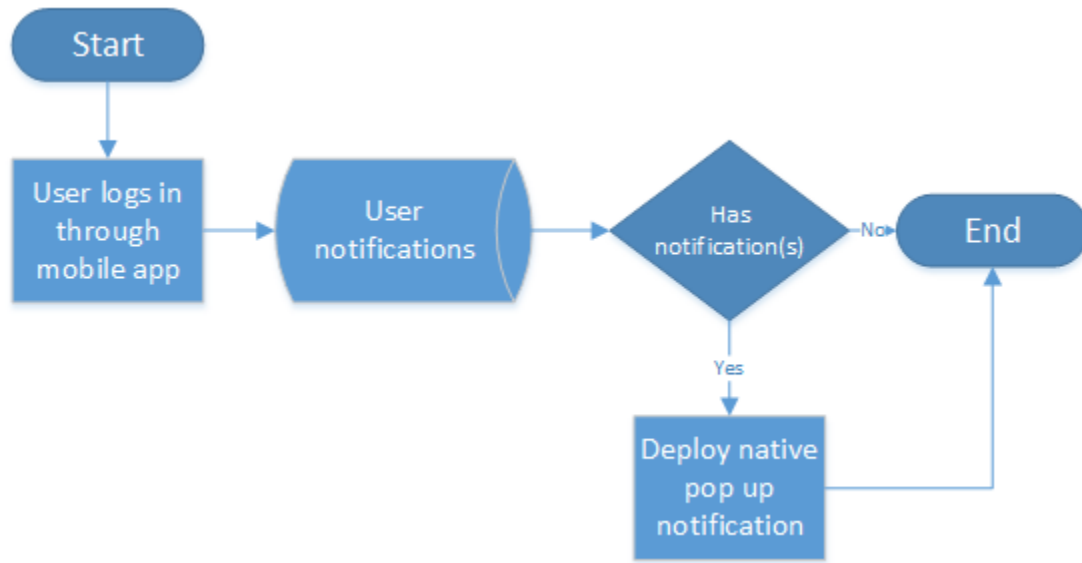 Start
User logs in
through
mobile app
User
notifications
Has
notification(s)
No
End
Yes
Deploy native
pop up
notification